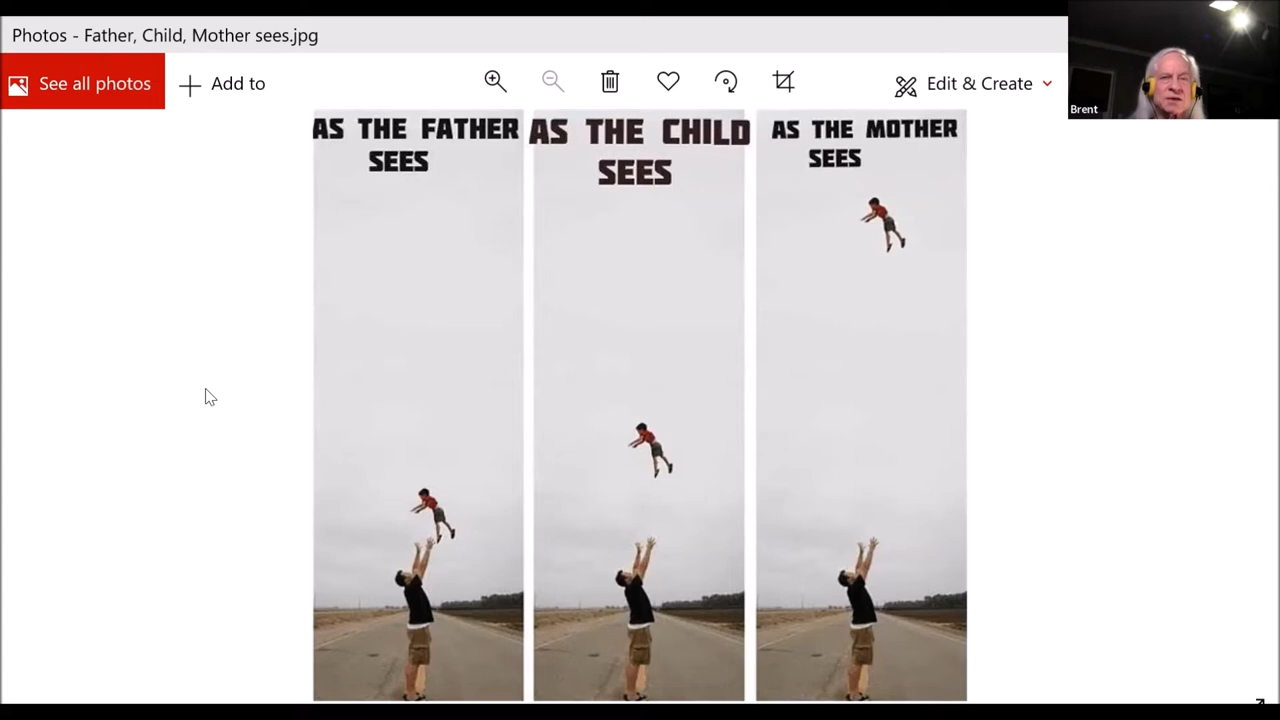 Photos - Father, Child, Mother sees.jpg
See all photos
Add to
Edit & Create
Brent
AS THE FATHER
SEES
AS THE CHILD
SEES
AS THE MOTHER
SEES